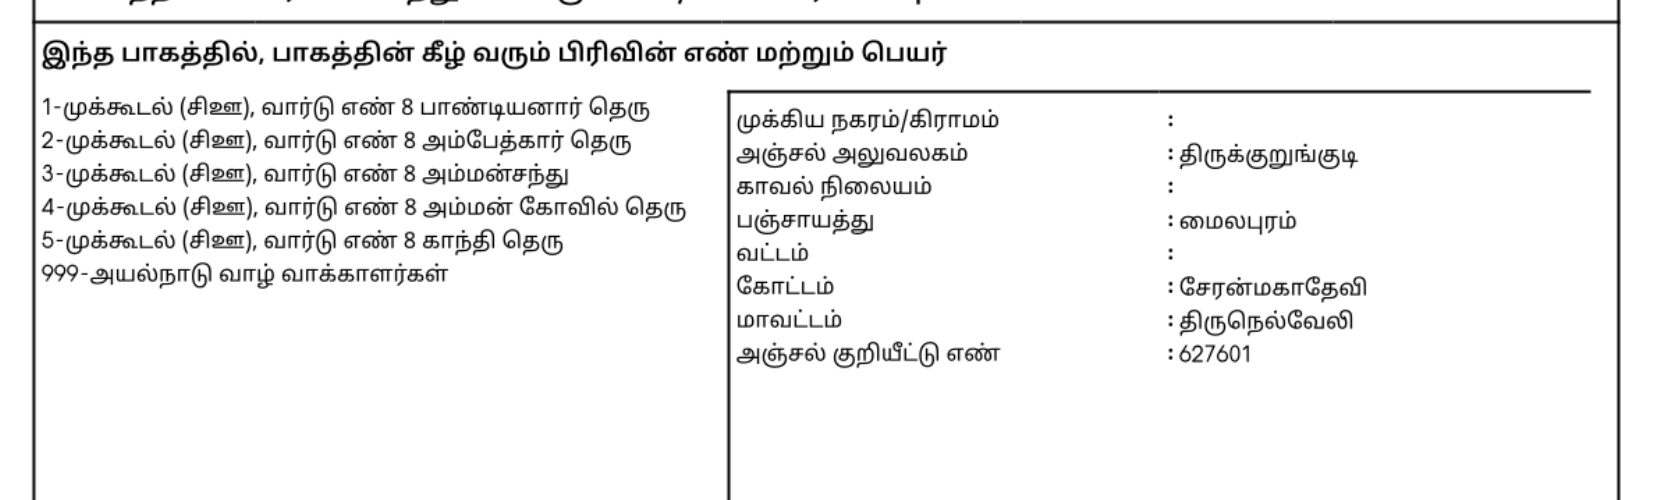 இந்த பாகத்தில், பாகத்தின் கீழ் வரும் பிரிவின் எண் மற்றும் பெயர்
1-முக்கூடல் (சிஊ), வார்டு எண் 8 பாண்டியனார் தெரு
2-முக்கூடல் (சிஊ), வார்டு எண் 8 அம்பேத்கார் தெரு
3-முக்கூடல் (சிஊ), வார்டு எண் 8 அம்மன்சந்து
4-முக்கூடல் (சிஊ), வார்டு எண் 8 அம்மன் கோவில் தெரு
5-முக்கூடல் (சிஊ), வார்டு எண் 8 காந்தி தெரு
999-அயல்நாடு வாழ் வாக்காளர்கள்
முக்கிய நகரம்/கிராமம் :
அஞ்சல் அலுவலகம் : திருக்குறுங்குடி
காவல் நிலையம் :
பஞ்சாயத்து : மைலபுரம்
வட்டம் :
கோட்டம் : சேரன்மகாதேவி
மாவட்டம் : திருநெல்வேலி
அஞ்சல் குறியீட்டு எண் : 627601